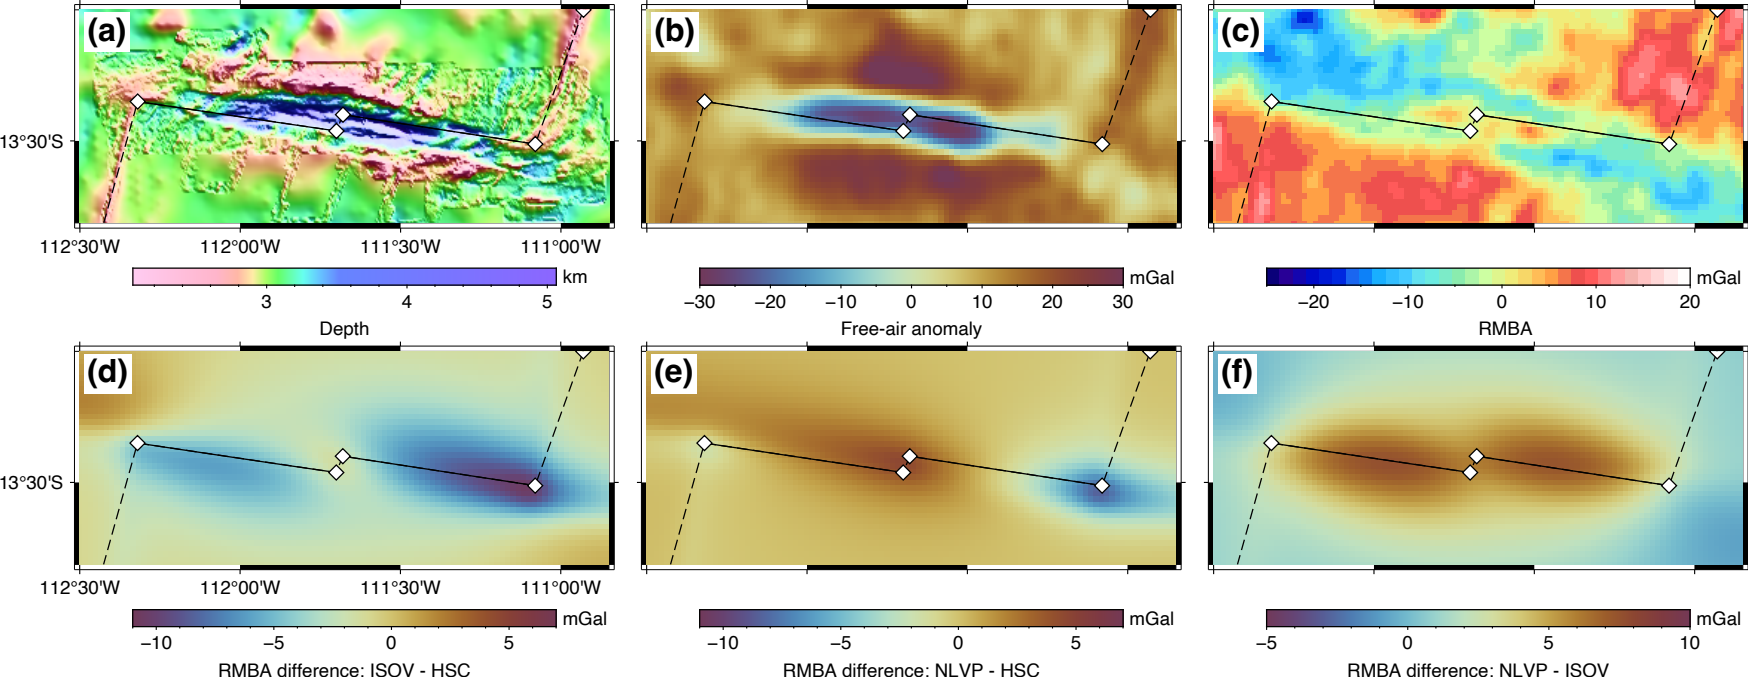 (a) (b) (c)
13°30'S
112°30'W 112°00'W 111°30'W 111°00'W
km mGal mGal
3 4 5 −30 −20 −10 0 10 20 30 −20 −10 0 10 20
Depth Free-air anomaly RMBA
(d) (e) (f)
13°30'S
112°30'W 112°00'W 111°30'W 111°00'W
mGal mGal mGal
−10 −5 0 5 −10 −5 0 5 −5 0 5 10
RMBA difference: ISOV - HSC RMBA difference: NLVP - HSC RMBA difference: NLVP - ISOV